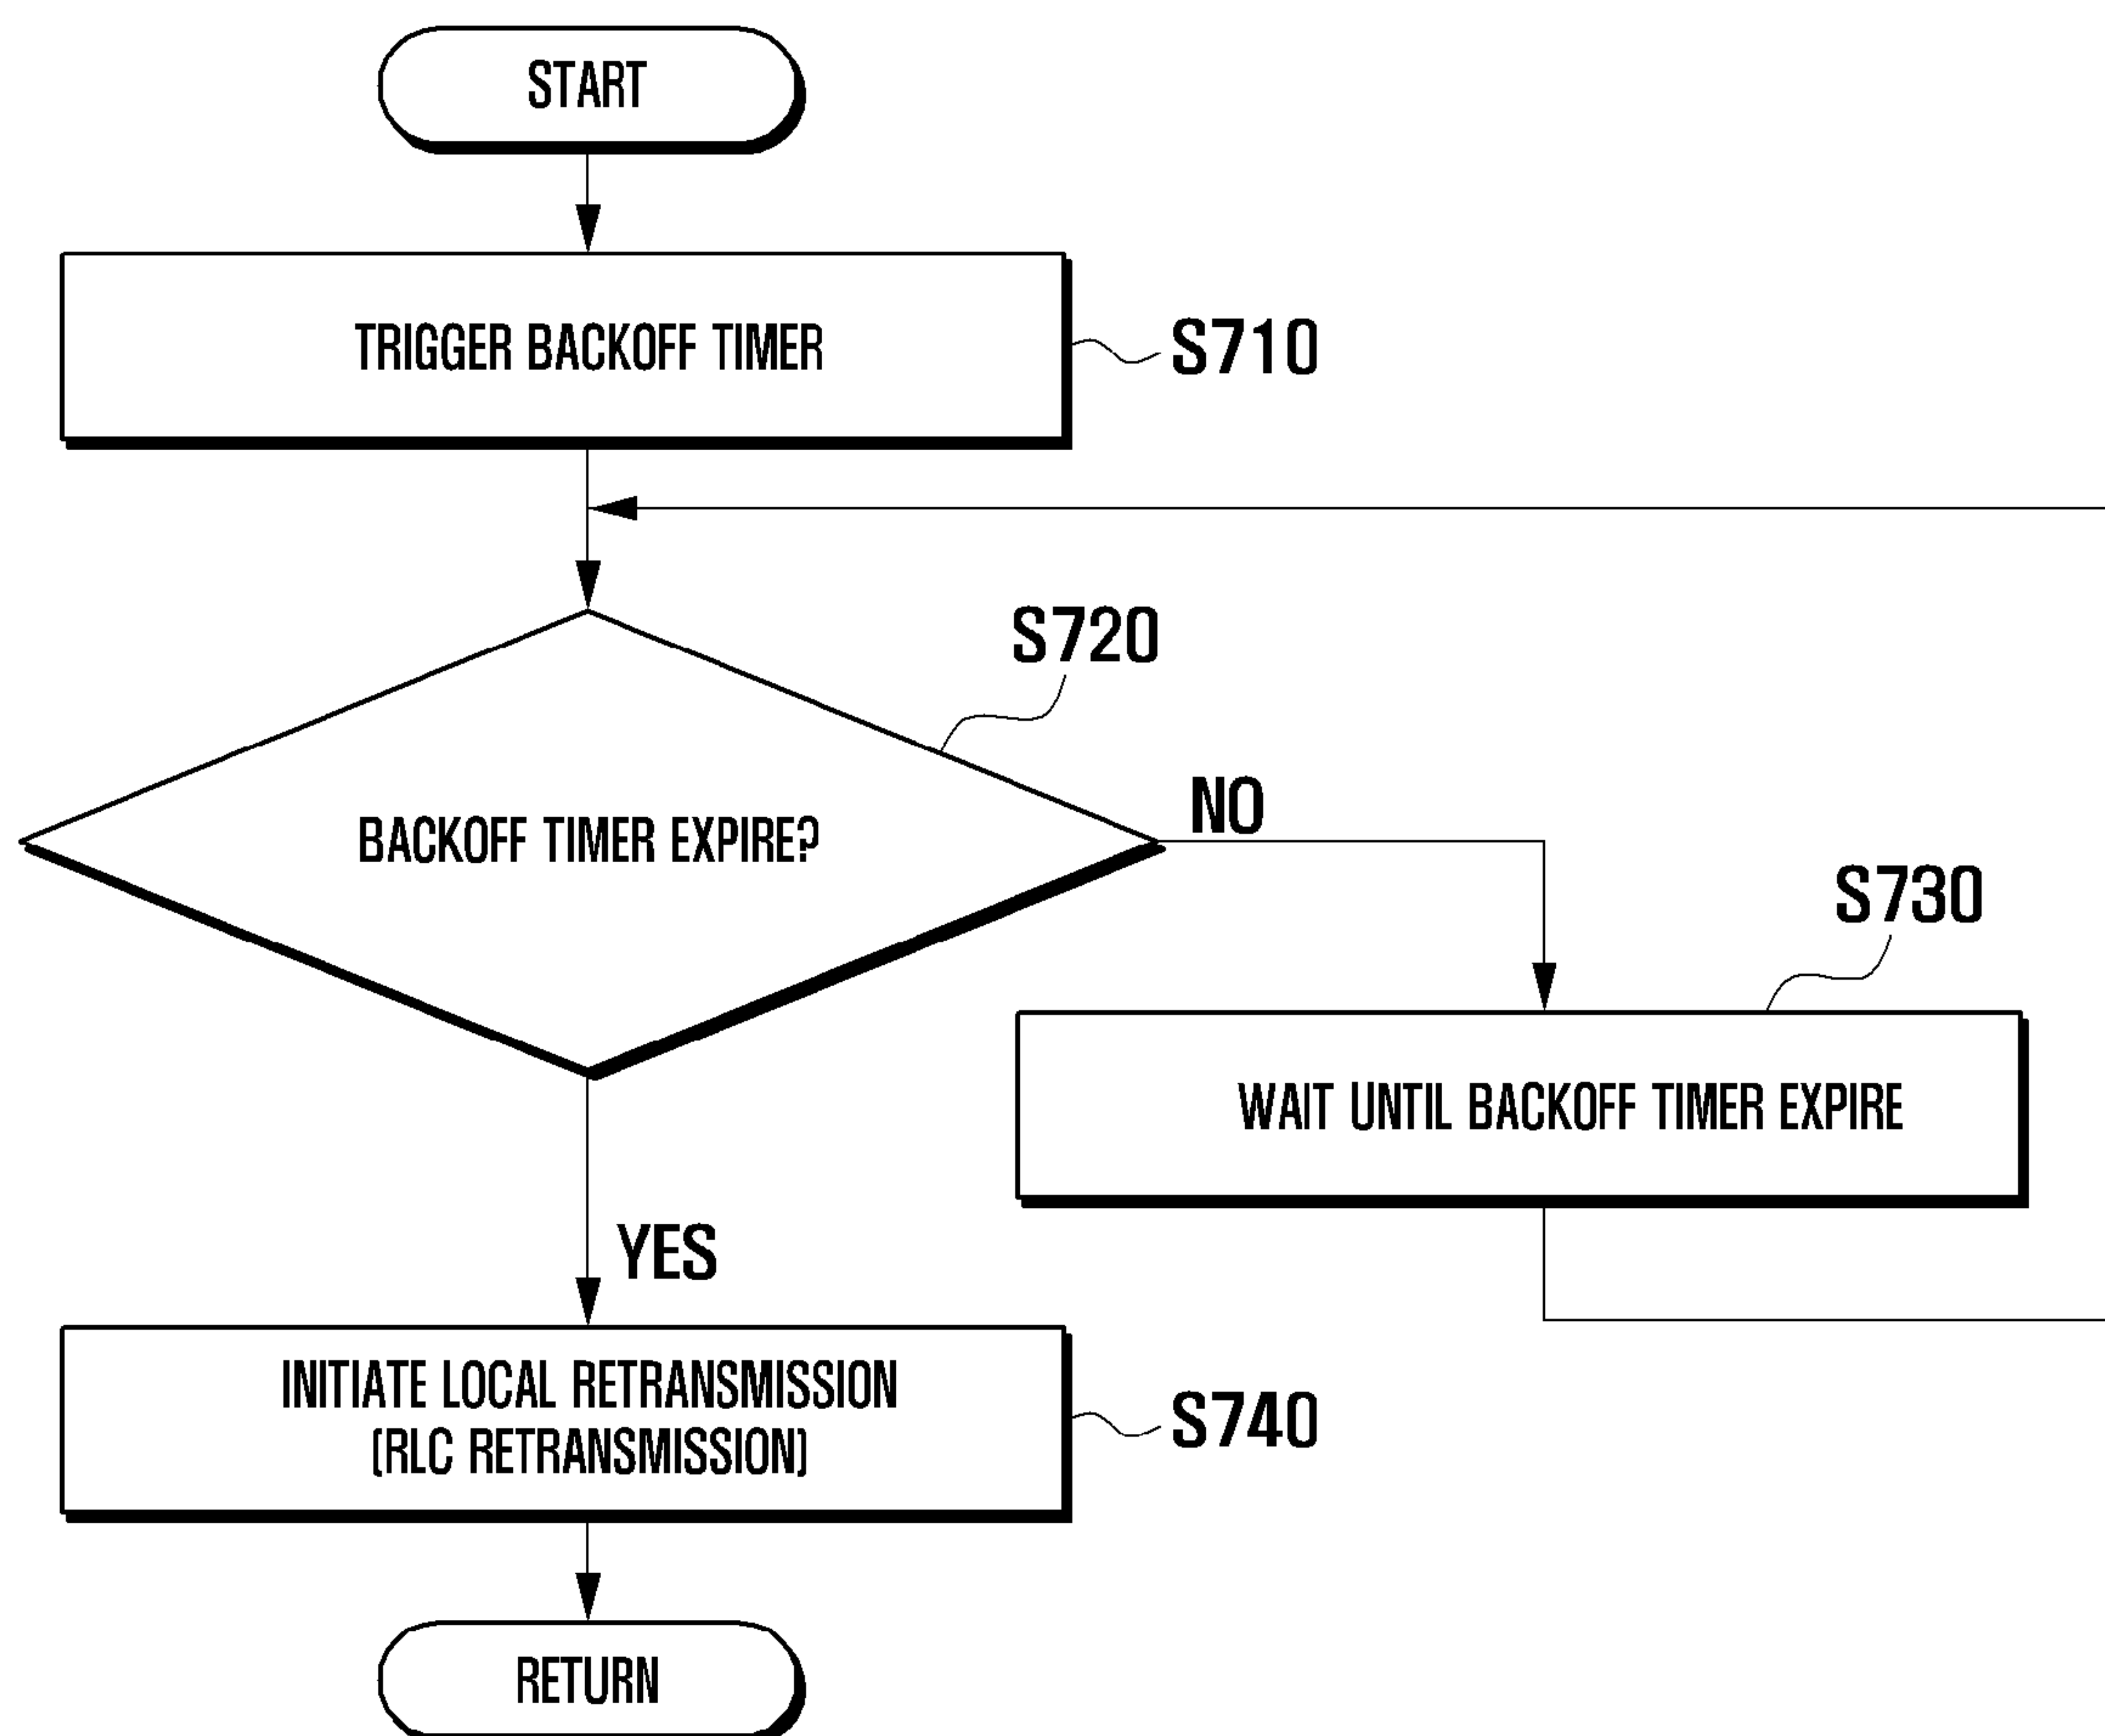 START
TRIGGER BACKOFF TIMER
S710
S720
BACKOFF TIMER EXPIRE?
NO
S730
WAIT UNTIL BACKOFF TIMER EXPIRE
YES
INITIATE LOCAL RETRANSMISSION
(RLC RETRANSMISSION)
S740
RETURN